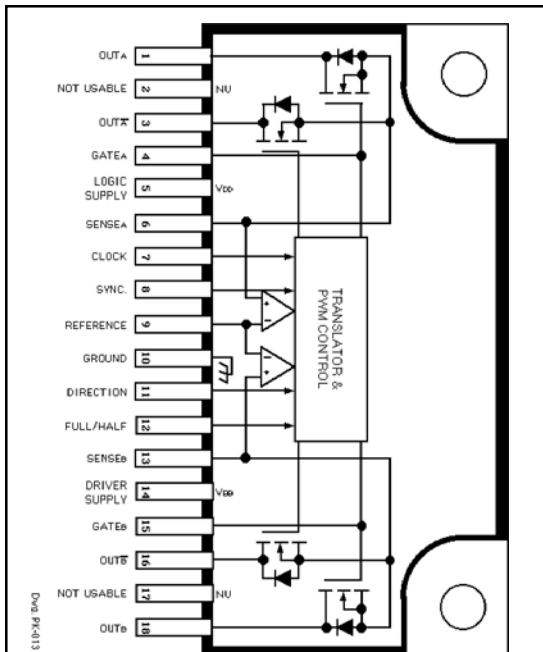 OUTA 1
NOT USABLE 2 NU
OUTA̅ 3
GATEA 4
LOGIC
SUPPLY 5 VDD
SENSEA 6
CLOCK 7
SYNC. 8
REFERENCE 9
GROUND 10
DIRECTION 11
FULL/HALF 12
SENSEB 13
DRIVER
SUPPLY 14 VBB
GATEB 15
OUTB̅ 16
NOT USABLE 17 NU
OUTB 18
+
−
−
+
TRANSLATOR &
PWM CONTROL
Dwg. PK-013